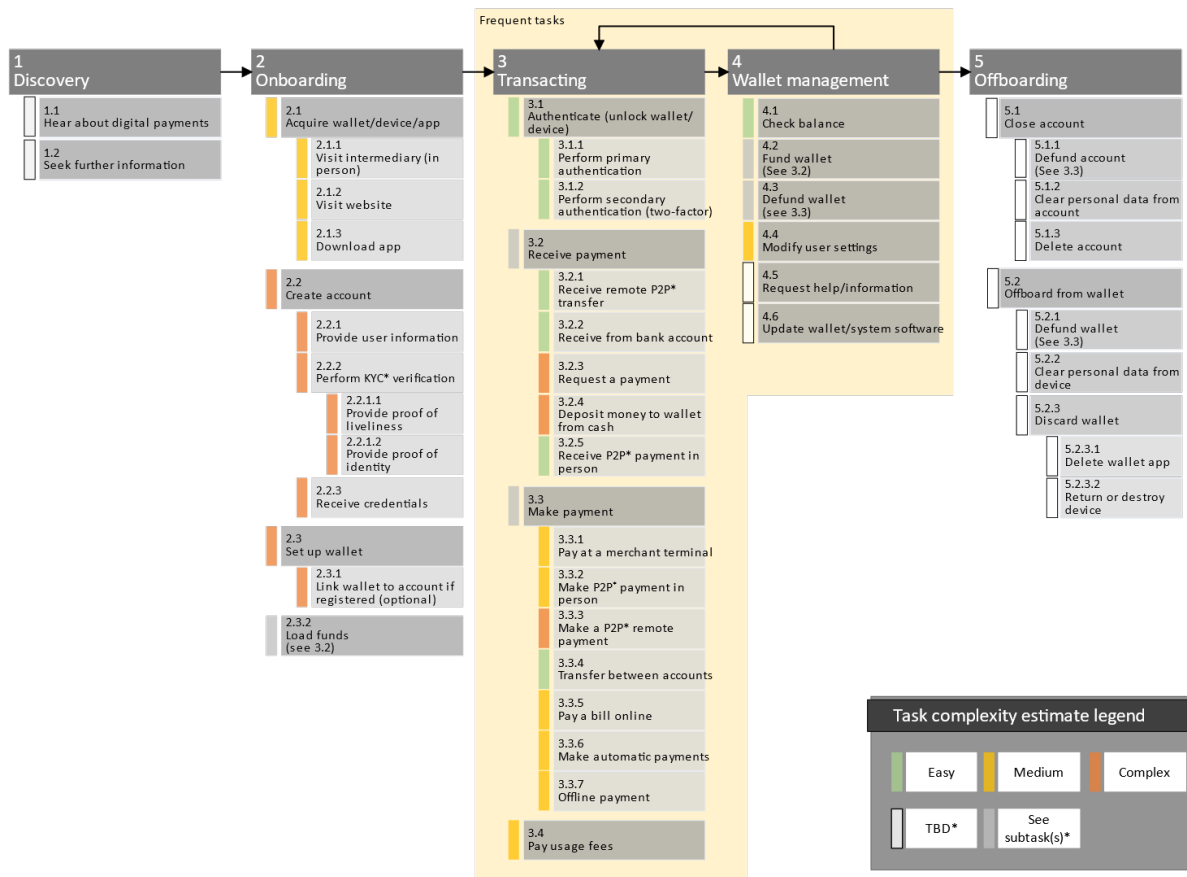 Frequent tasks
1
Discovery
1.1
Hear about digital payments
1.2
Seek further information
2
Onboarding
2.1
Acquire wallet/device/app
2.1.1
Visit intermediary (in
person)
2.1.2
Visit website
2.1.3
Download app
2.2
Create account
2.2.1
Provide user information
2.2.2
Perform KYC* verification
2.2.1.1
Provide proof of
liveliness
2.2.1.2
Provide proof of
identity
2.2.3
Receive credentials
2.3
Set up wallet
2.3.1
Link wallet to account if
registered (optional)
2.3.2
Load funds
(see 3.2)
3
Transacting
3.1
Authenticate (unlock wallet/
device)
3.1.1
Perform primary
authentication
3.1.2
Perform secondary
authentication (two-factor)
3.2
Receive payment
3.2.1
Receive remote P2P*
transfer
3.2.2
Receive from bank account
3.2.3
Request a payment
3.2.4
Deposit money to wallet
from cash
3.2.5
Receive P2P* payment in
person
3.3
Make payment
3.3.1
Pay at a merchant terminal
3.3.2
Make P2P* payment in
person
3.3.3
Make a P2P* remote
payment
3.3.4
Transfer between accounts
3.3.5
Pay a bill online
3.3.6
Make automatic payments
3.3.7
Offline payment
3.4
Pay usage fees
4
Wallet management
4.1
Check balance
4.2
Fund wallet
(See 3.2)
4.3
Defund wallet
(see 3.3)
4.4
Modify user settings
4.5
Request help/information
4.6
Update wallet/system software
5
Offboarding
5.1
Close account
5.1.1
Defund account
(See 3.3)
5.1.2
Clear personal data from
account
5.1.3
Delete account
5.2
Offboard from wallet
5.2.1
Defund wallet
(See 3.3)
5.2.2
Clear personal data from
device
5.2.3
Discard wallet
5.2.3.1
Delete wallet app
5.2.3.2
Return or destroy
device
Task complexity estimate legend
Easy
Medium
Complex
TBD*
See
subtask(s)*